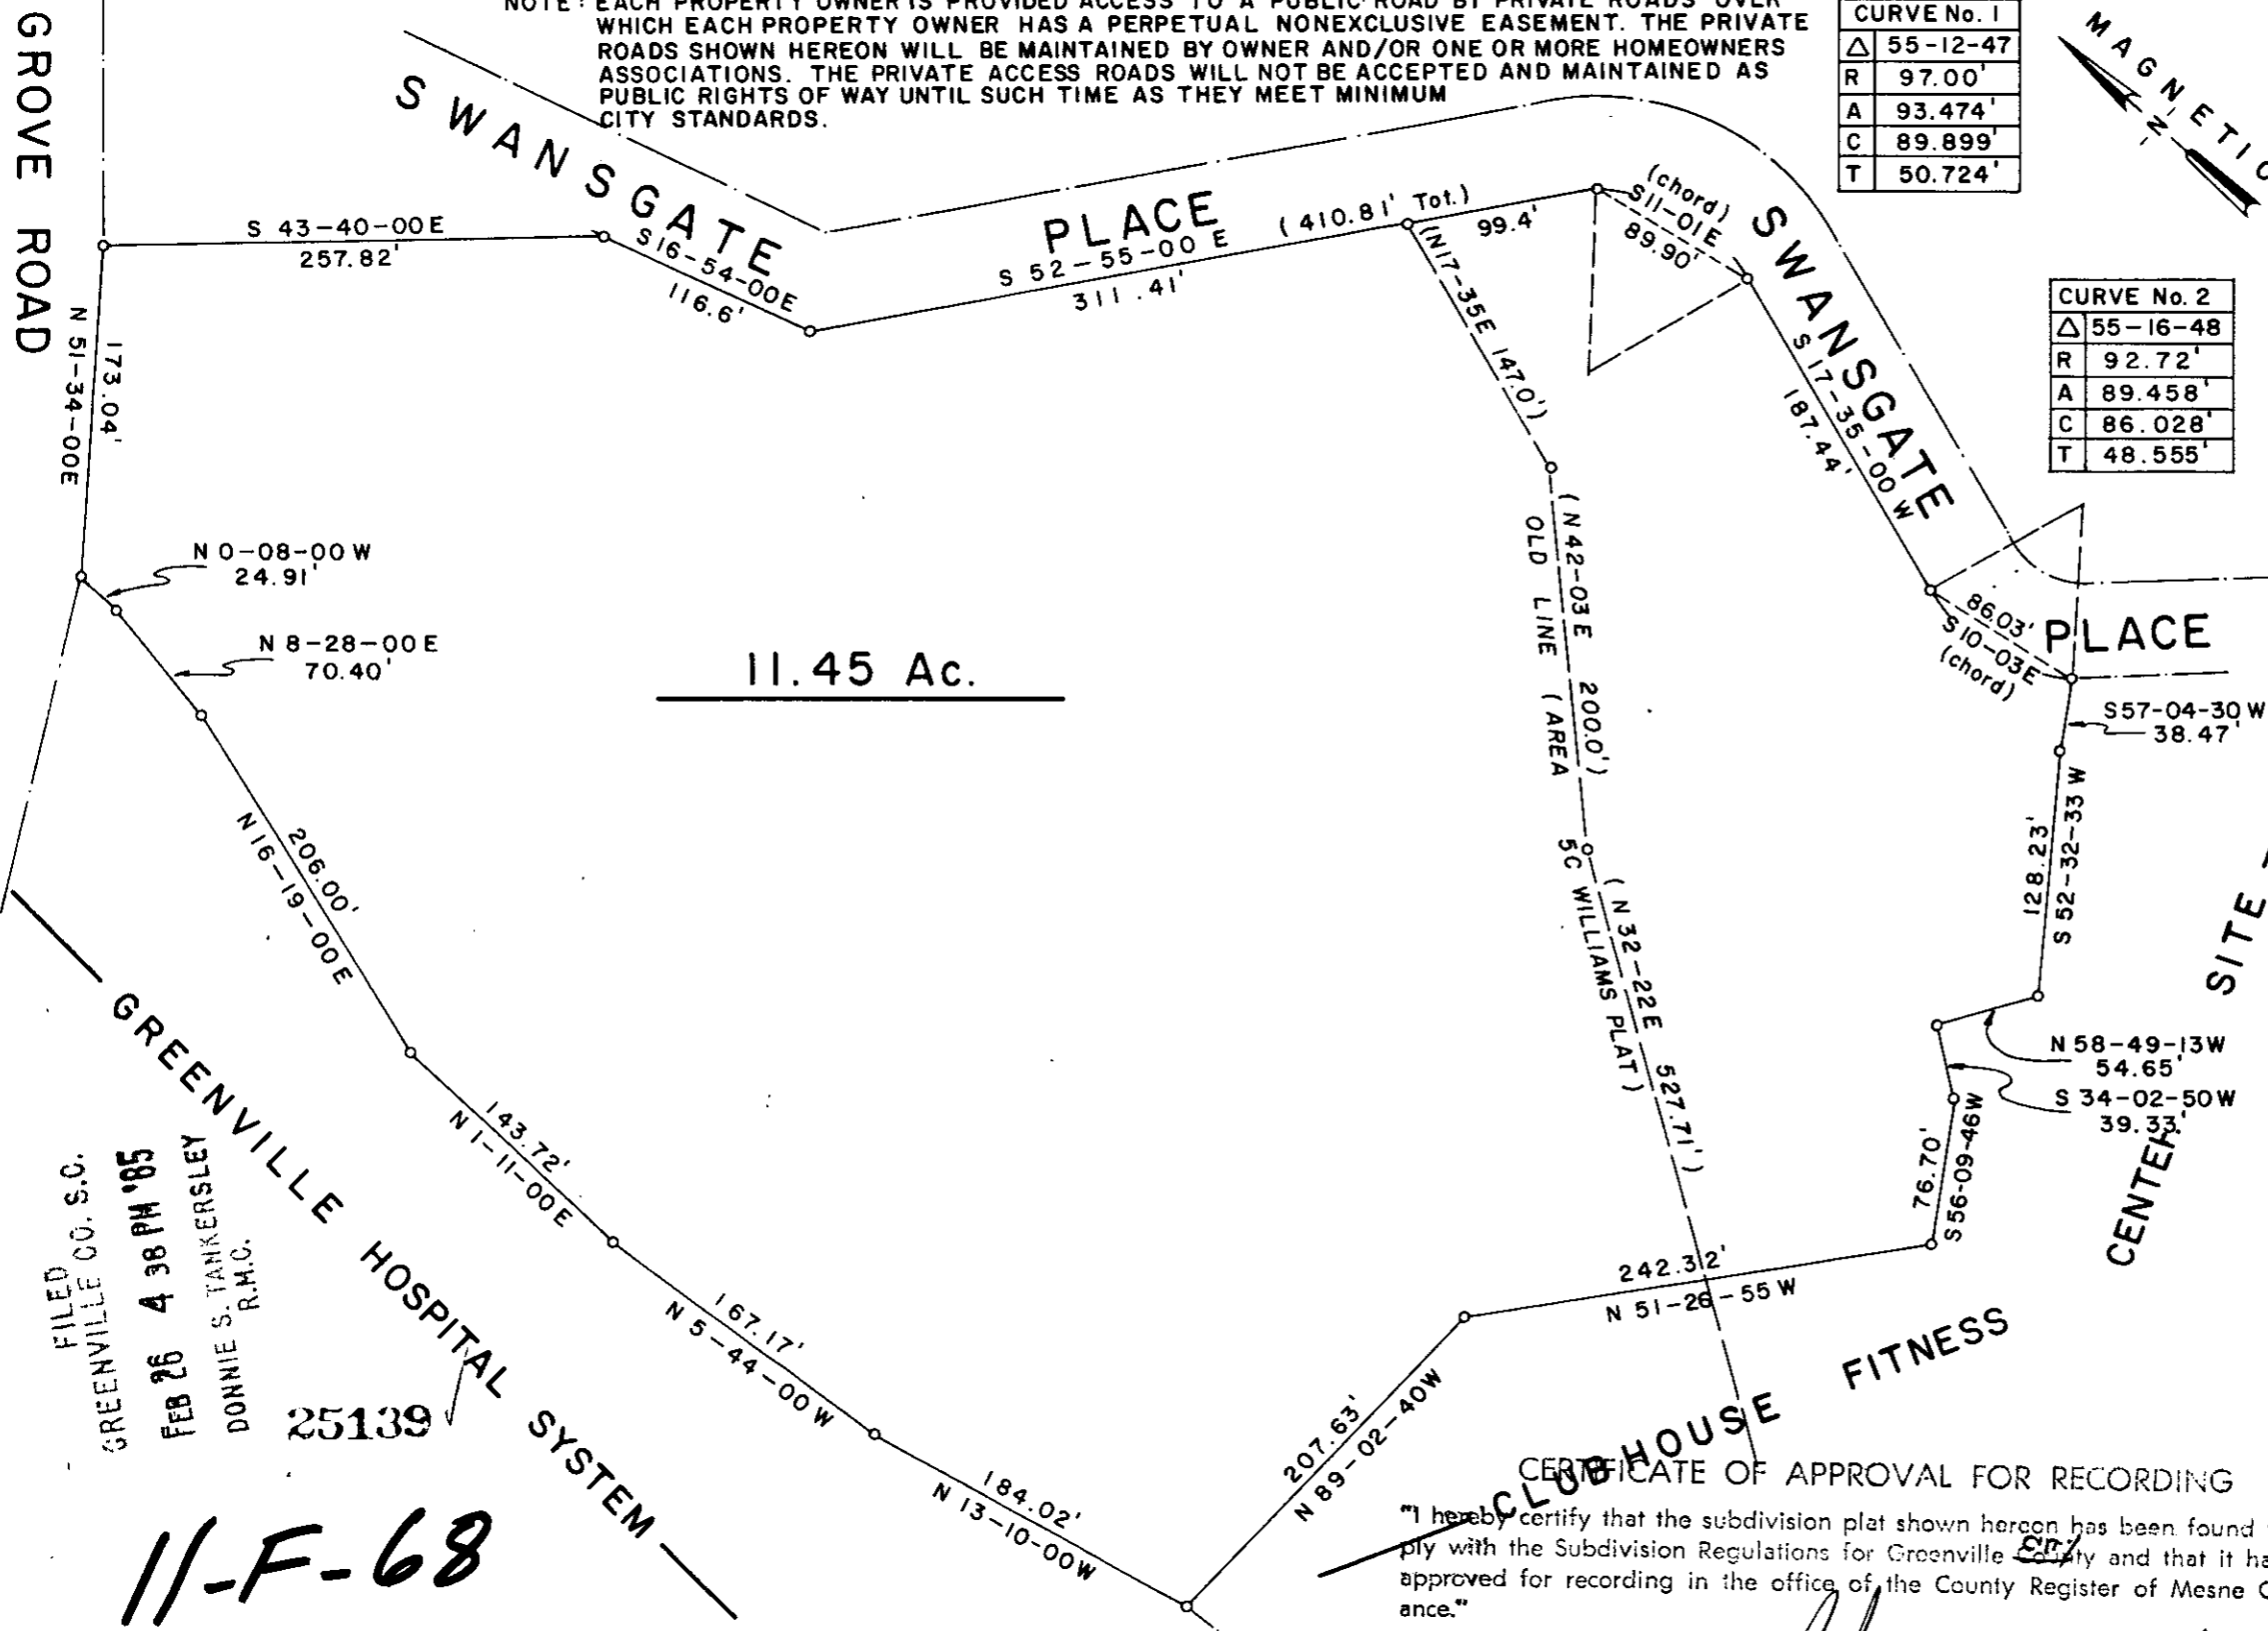 NOTE: EACH PROPERTY OWNER IS PROVIDED ACCESS TO A PUBLIC ROAD BY PRIVATE ROADS OVER
WHICH EACH PROPERTY OWNER HAS A PERPETUAL NONEXCLUSIVE EASEMENT. THE PRIVATE
ROADS SHOWN HEREON WILL BE MAINTAINED BY OWNER AND/OR ONE OR MORE HOMEOWNERS
ASSOCIATIONS. THE PRIVATE ACCESS ROADS WILL NOT BE ACCEPTED AND MAINTAINED AS
PUBLIC RIGHTS OF WAY UNTIL SUCH TIME AS THEY MEET MINIMUM
CITY STANDARDS.
CURVE No. 1
△ 55-12-47
R 97.00'
A 93.474'
C 89.899'
T 50.724'
MAGNETIC
N
GROVE ROAD
SWANSGATE PLACE
S 43-40-00 E
257.82'
S16-54-00E
116.6'
S 52-55-00 E
311.41'
(410.81' Tot.)
99.4'
(chord)
S11-01E
89.90'
SWANSGATE PLACE
S 17-35-00 W
187.44'
CURVE No. 2
△ 55-16-48
R 92.72'
A 89.458'
C 86.028'
T 48.555'
N 51-34-00E
173.04'
(N17-35E 147.0')
(N42-03E 200.0')
OLD LINE (AREA 5C WILLIAMS PLAT)
(N32-22E 527.71')
N 0-08-00 W
24.91'
N 8-28-00 E
70.40'
11.45 Ac.
86.03'
S10-03E
(chord)
S57-04-30 W
38.47'
128.23'
S 52-32-33 W
N 58-49-13W
54.65'
S 34-02-50W
39.33'
76.70'
S56-09-46W
SITE
CENTER
206.00'
N16-19-00E
143.72'
N 1-11-00E
167.17'
N 5-44-00W
184.02'
N 13-10-00W
207.63'
N 89-02-40W
242.32'
N 51-26-55 W
CLUBHOUSE FITNESS
GREENVILLE HOSPITAL SYSTEM
FILED
GREENVILLE CO. S.C.
FEB 26 4 38 PM '85
DONNIE S. TANKERSLEY
R.M.C.
25139
11-F-68
CERTIFICATE OF APPROVAL FOR RECORDING
"I hereby certify that the subdivision plat shown hereon has been found
ply with the Subdivision Regulations for Greenville County and that it ha
approved for recording in the office of the County Register of Mesne C
ance."